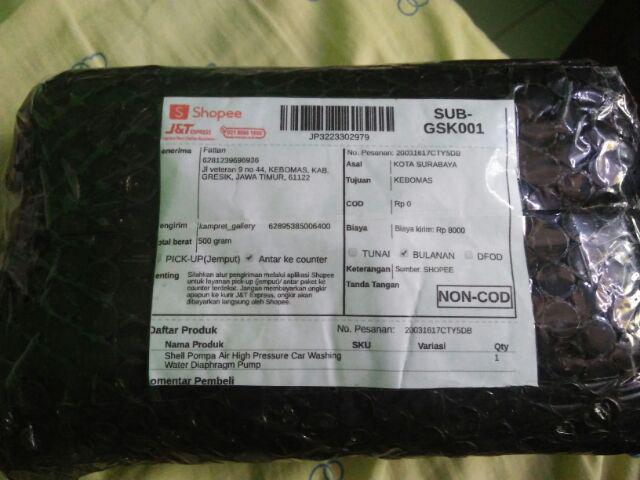 Shopee
J&T EXPRESS
JP3223302979
SUB-
GSK001
enerima
Fattan
6281239696936
Jl veteran 9 no 44, KEBOMAS, KAB.
GRESIK, JAWA TIMUR, 61122
No. Pesanan: 20031617CTY5DB
Asal KOTA SURABAYA
Tujuan KEBOMAS
COD Rp 0
engirim kampret_gallery 62895385006400
otal berat 500 gram
Biaya Biaya kirim: Rp 8000
PICK-UP(Jemput) ✓ Antar ke counter
TUNAI ✓ BULANAN DFOD
enting Silahkan atur pengiriman melalui aplikasi Shopee
untuk layanan pick-up (jemput)/ antar paket ke
counter terdekat. Jangan membayarkan ongkir
apapun ke kurir J&T Express, ongkir akan
dibayarkan langsung oleh Shopee.
Keterangan Sumber: SHOPEE
Tanda Tangan
NON-COD
Daftar Produk No. Pesanan: 20031617CTY5DB
Nama Produk SKU Variasi Qty
Shell Pompa Air High Pressure Car Washing
Water Diaphragm Pump
1
omentar Pembeli